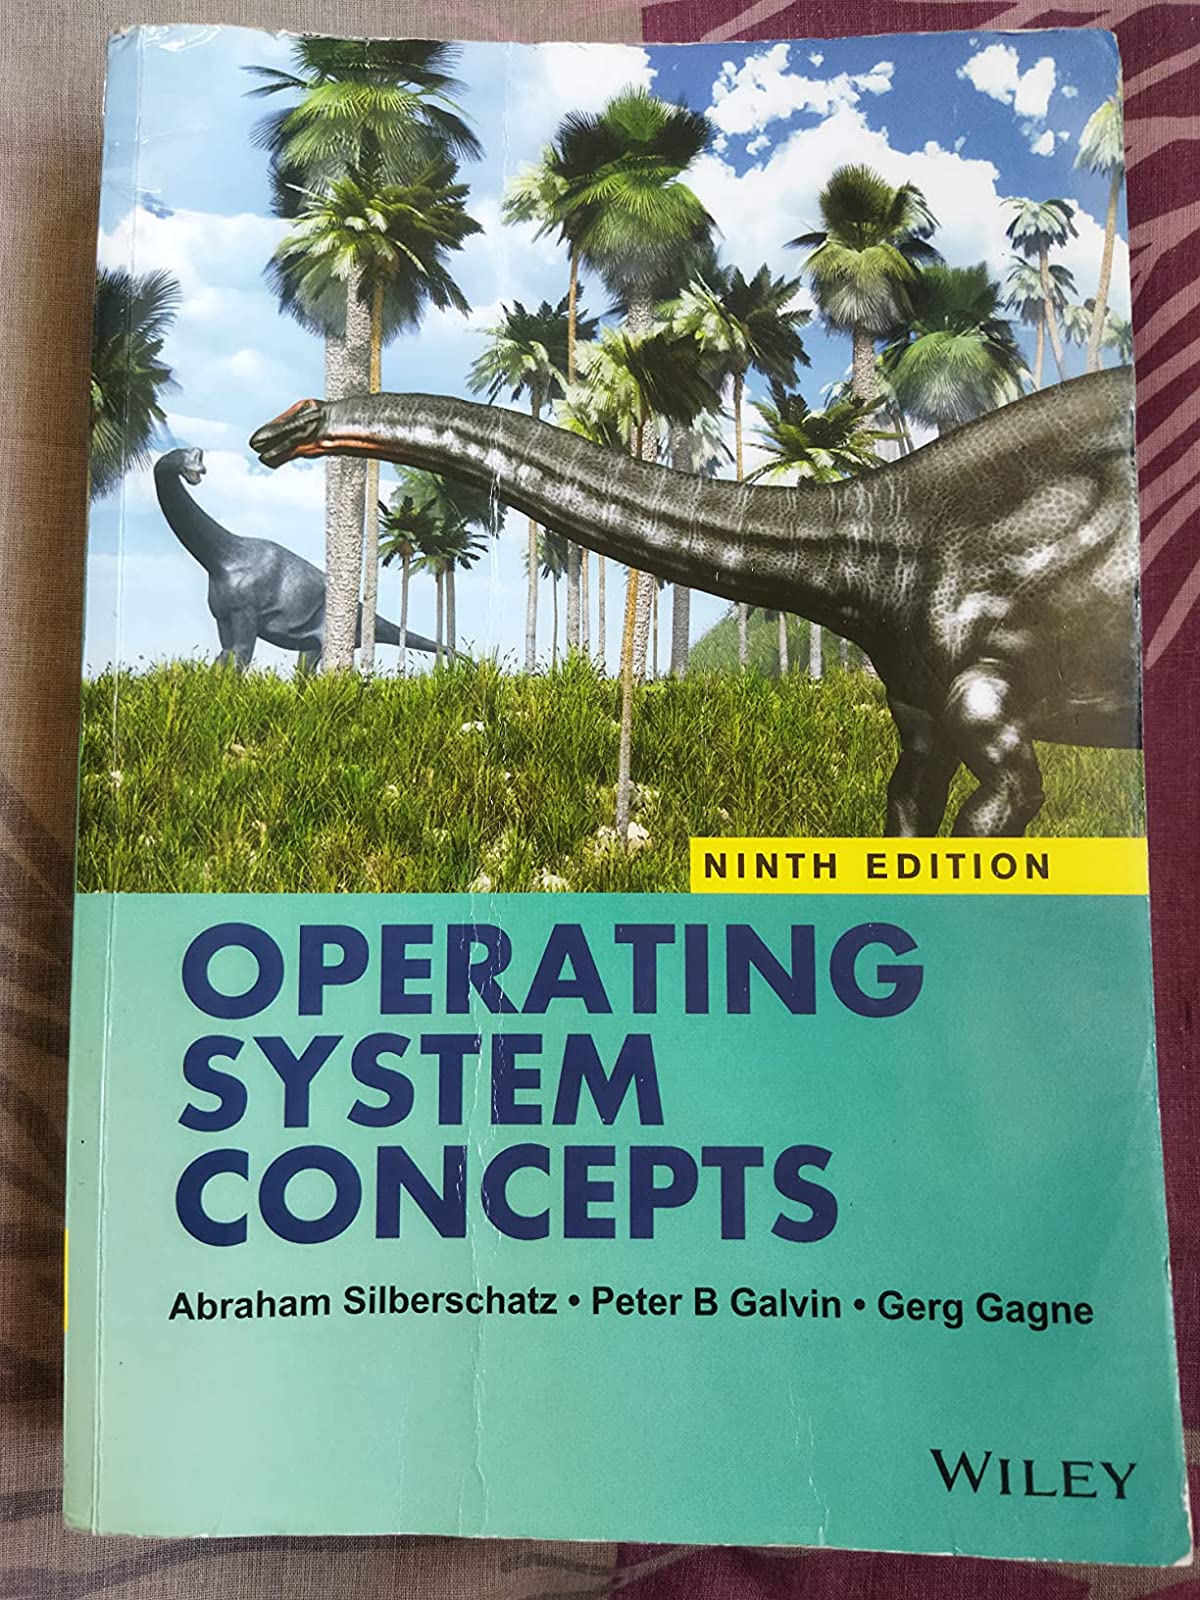 NINTH EDITION
OPERATING
SYSTEM
CONCEPTS
Abraham Silberschatz • Peter B Galvin • Gerg Gagne
WILEY